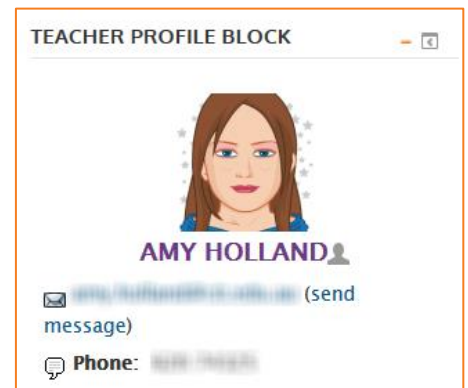 TEACHER PROFILE BLOCK
AMY HOLLAND
(send
message)
Phone: